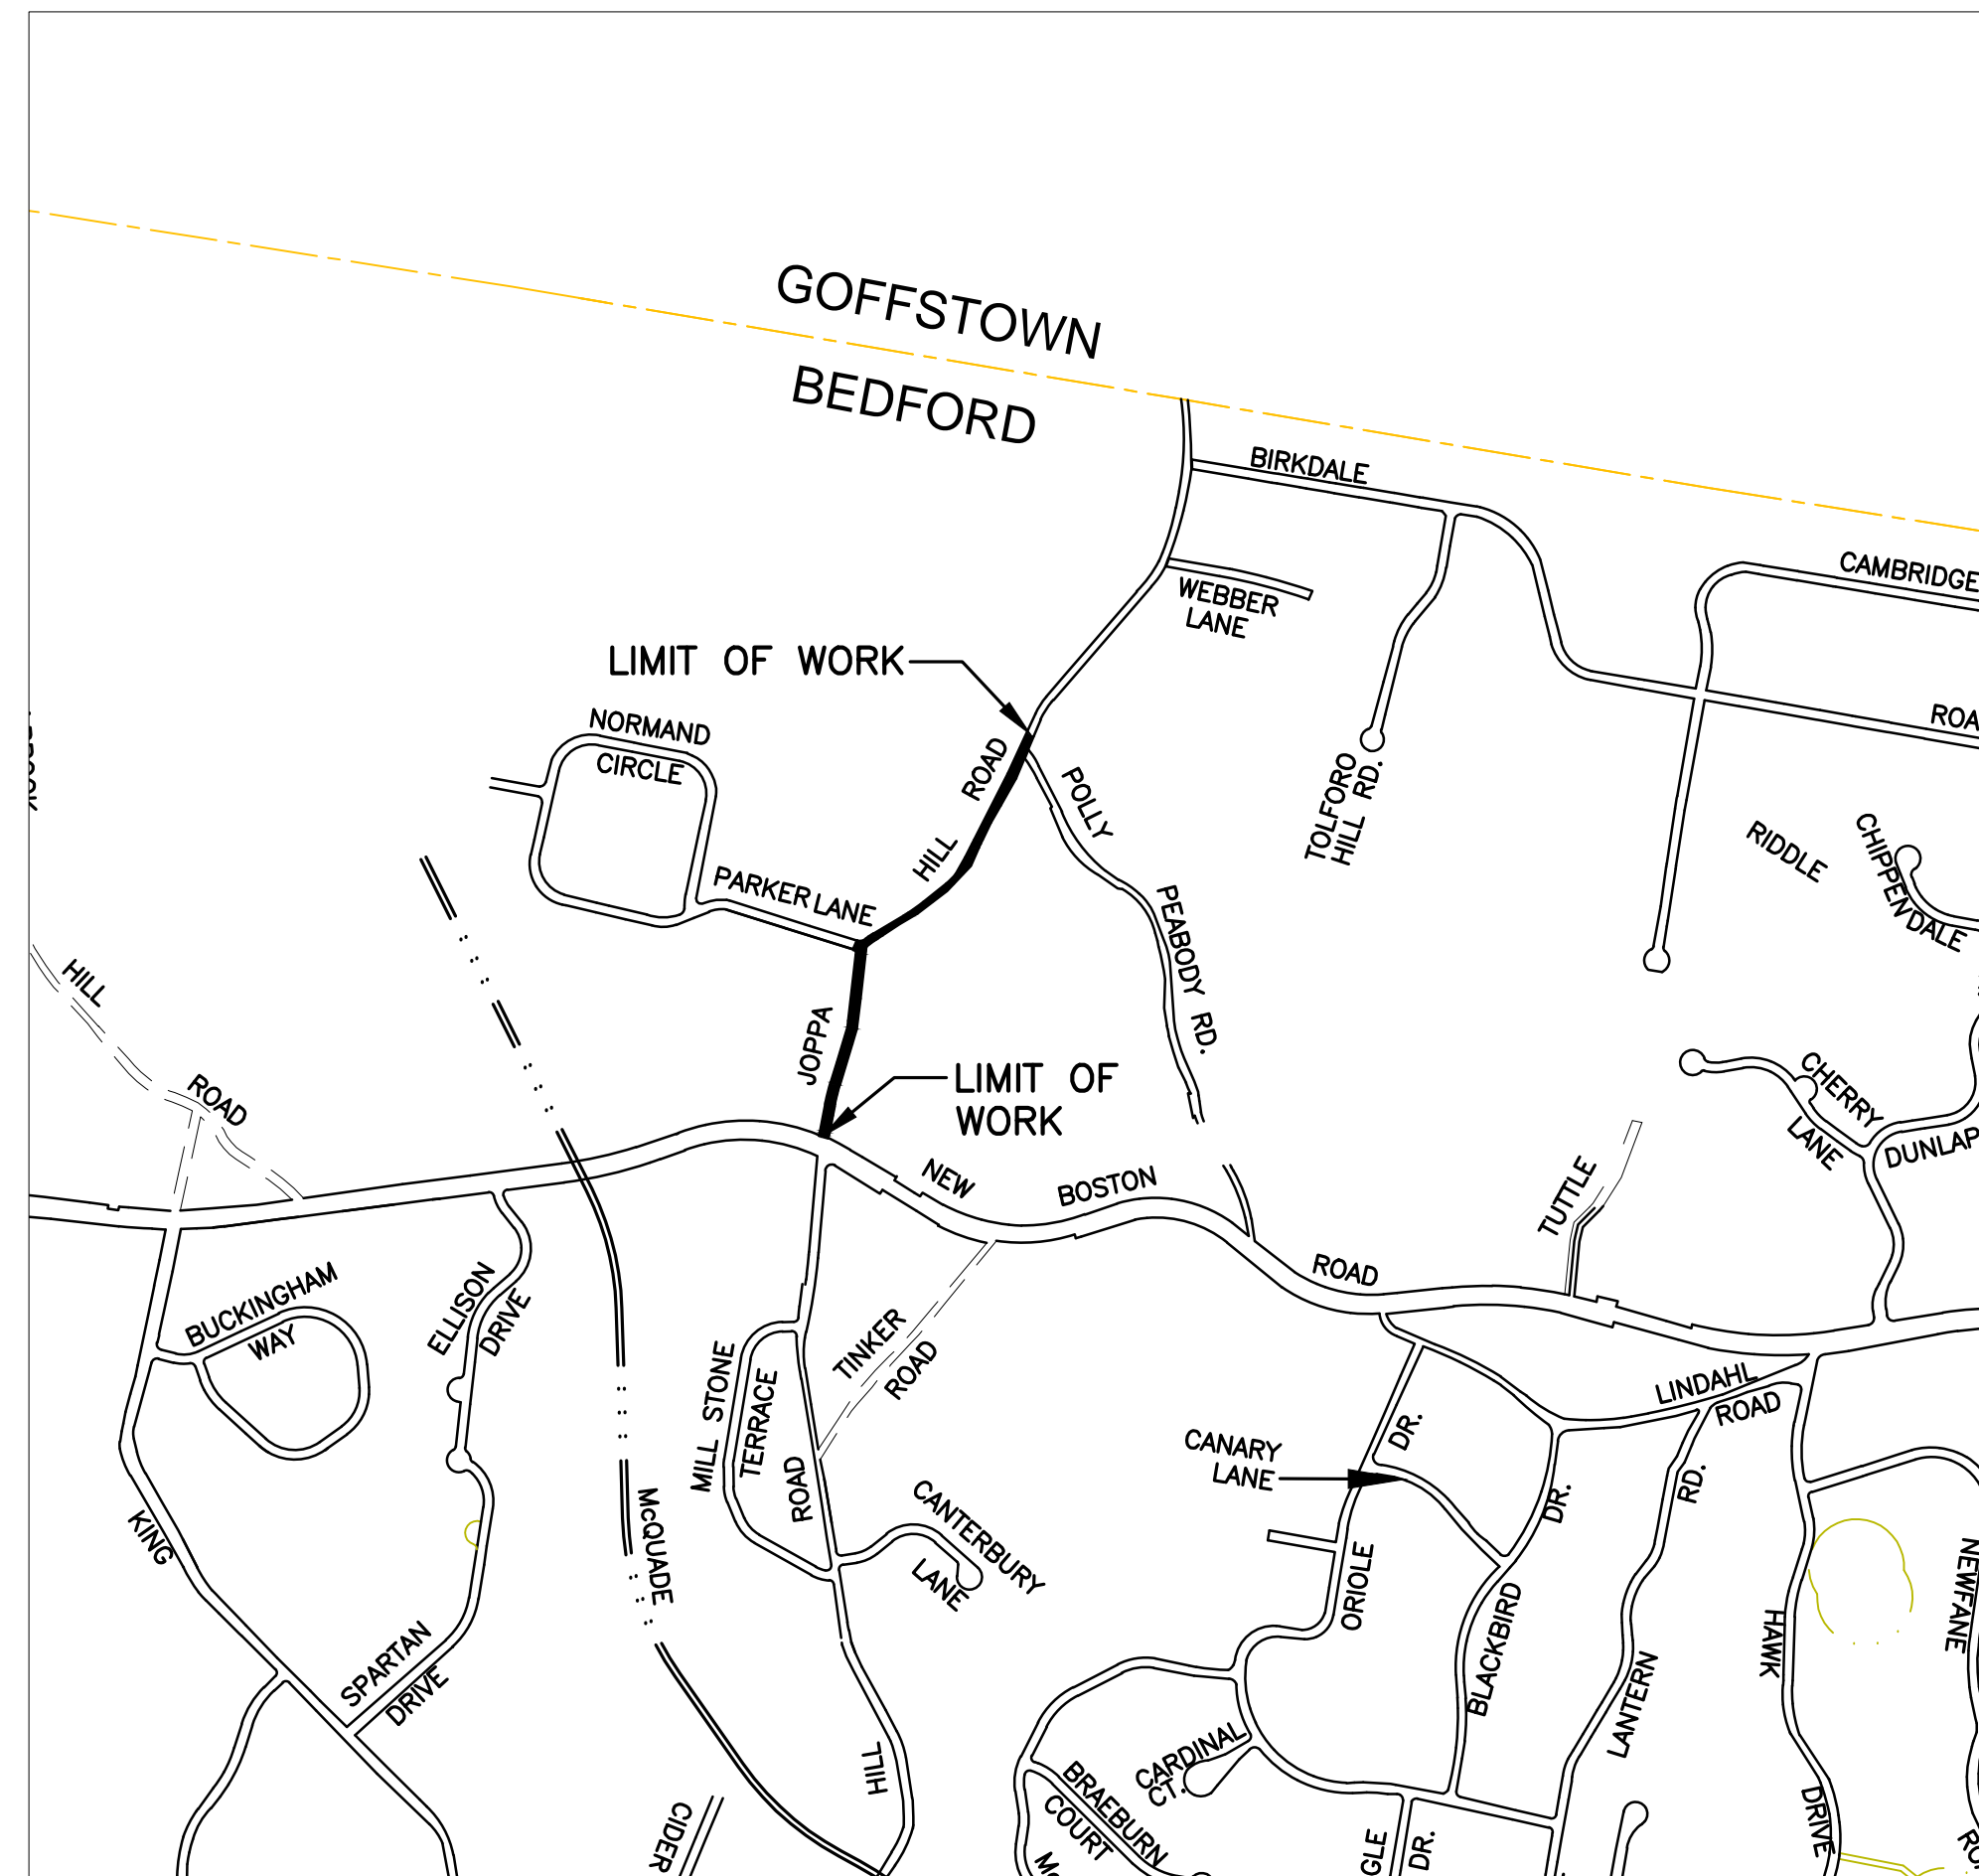 GOFFSTOWN
BEDFORD
BIRKDALE
CAMBRIDGE
WEBBER
LANE
LIMIT OF WORK
NORMAND
CIRCLE
ROAD
HILL
POLLY
PEABODY RD.
TOLFORD
HILL RD.
RIDDLE
CHIPPENDALE
PARKER LANE
HILL
ROAD
JOPPA
LIMIT OF
WORK
CHERRY
LANE
DUNLAP
NEW
BOSTON
ROAD
TUTTLE
BUCKINGHAM
WAY
ELLISON
DRIVE
TINKER
ROAD
MILL STONE
TERRACE
ROAD
LINDAHL
ROAD
CANARY
LANE
DR.
DR.
RD.
KING
McQUADE
CANTERBURY
LANE
ORIOLE
BLACKBIRD
LANTERN
HAWK
NEWFANE
SPARTAN
DRIVE
HILL
CARDINAL
CT.
BRAEBURN
COURT
CIDER
DR.
DRIVE